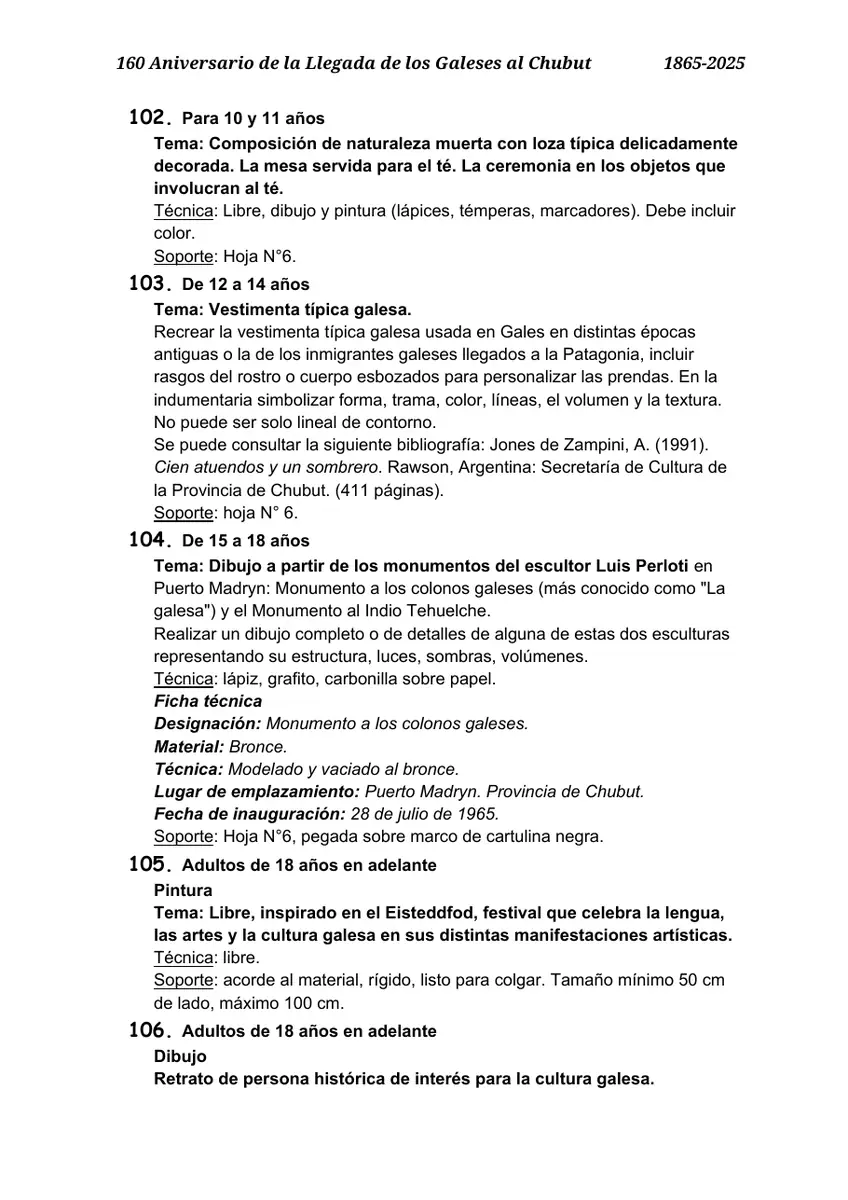 160 Aniversario de la Llegada de los Galeses al Chubut 1865-2025
102. Para 10 y 11 años
Tema: Composición de naturaleza muerta con loza típica delicadamente
decorada. La mesa servida para el té. La ceremonia en los objetos que
involucran al té.
Técnica: Libre, dibujo y pintura (lápices, témperas, marcadores). Debe incluir
color.
Soporte: Hoja N°6.
103. De 12 a 14 años
Tema: Vestimenta típica galesa.
Recrear la vestimenta típica galesa usada en Gales en distintas épocas
antiguas o la de los inmigrantes galeses llegados a la Patagonia, incluir
rasgos del rostro o cuerpo esbozados para personalizar las prendas. En la
indumentaria simbolizar forma, trama, color, líneas, el volumen y la textura.
No puede ser solo lineal de contorno.
Se puede consultar la siguiente bibliografía: Jones de Zampini, A. (1991).
Cien atuendos y un sombrero. Rawson, Argentina: Secretaría de Cultura de
la Provincia de Chubut. (411 páginas).
Soporte: hoja N° 6.
104. De 15 a 18 años
Tema: Dibujo a partir de los monumentos del escultor Luis Perloti en
Puerto Madryn: Monumento a los colonos galeses (más conocido como "La
galesa") y el Monumento al Indio Tehuelche.
Realizar un dibujo completo o de detalles de alguna de estas dos esculturas
representando su estructura, luces, sombras, volúmenes.
Técnica: lápiz, grafito, carbonilla sobre papel.
Ficha técnica
Designación: Monumento a los colonos galeses.
Material: Bronce.
Técnica: Modelado y vaciado al bronce.
Lugar de emplazamiento: Puerto Madryn. Provincia de Chubut.
Fecha de inauguración: 28 de julio de 1965.
Soporte: Hoja N°6, pegada sobre marco de cartulina negra.
105. Adultos de 18 años en adelante
Pintura
Tema: Libre, inspirado en el Eisteddfod, festival que celebra la lengua,
las artes y la cultura galesa en sus distintas manifestaciones artísticas.
Técnica: libre.
Soporte: acorde al material, rígido, listo para colgar. Tamaño mínimo 50 cm
de lado, máximo 100 cm.
106. Adultos de 18 años en adelante
Dibujo
Retrato de persona histórica de interés para la cultura galesa.